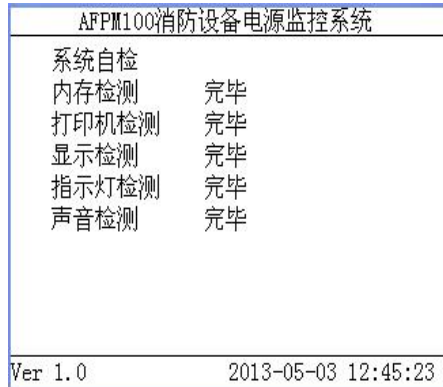 AFPM100消防设备电源监控系统
系统自检
内存检测 完毕
打印机检测 完毕
显示检测 完毕
指示灯检测 完毕
声音检测 完毕
Ver 1.0 2013-05-03 12:45:23